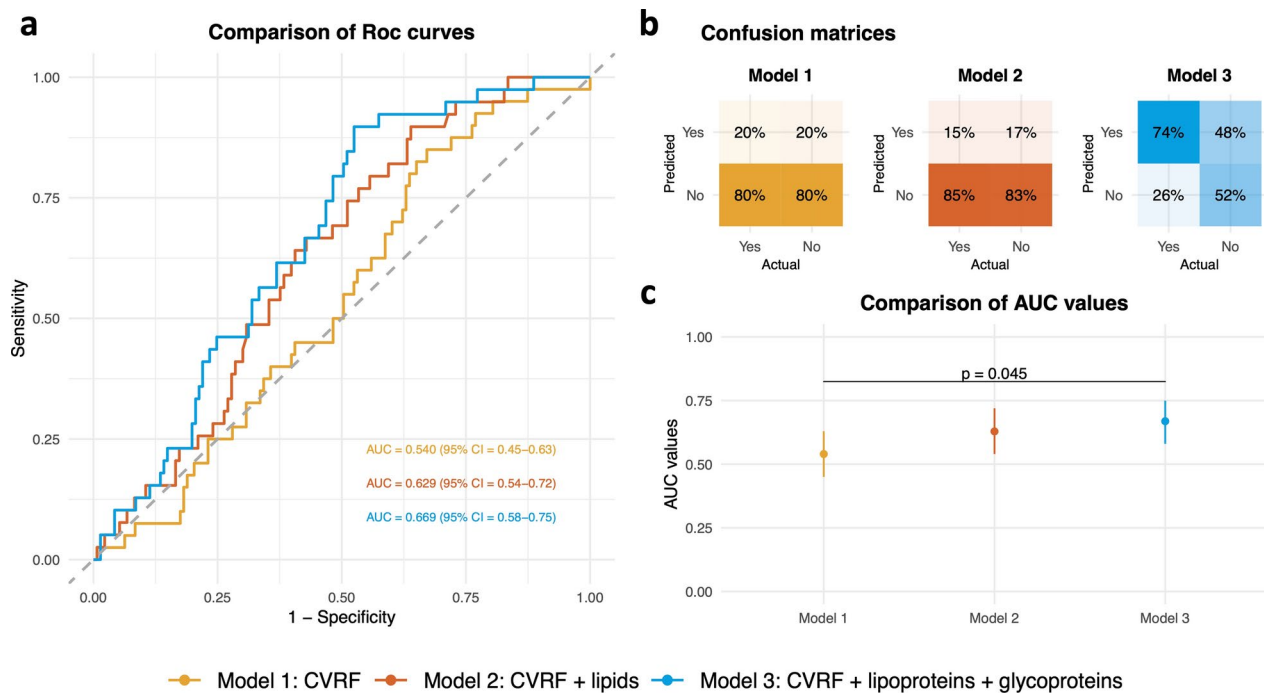 a
Comparison of Roc curves
1.00
0.75
0.50
0.25
0.00
Sensitivity
AUC = 0.540 (95% CI = 0.45–0.63)
AUC = 0.629 (95% CI = 0.54–0.72)
AUC = 0.669 (95% CI = 0.58–0.75)
0.00 0.25 0.50 0.75 1.00
1 – Specificity
b
Confusion matrices
Model 1
Predicted
Yes 20% 20%
No 80% 80%
Yes No
Actual
Model 2
Predicted
Yes 15% 17%
No 85% 83%
Yes No
Actual
Model 3
Predicted
Yes 74% 48%
No 26% 52%
Yes No
Actual
c
Comparison of AUC values
1.00
0.75
0.50
0.25
0.00
AUC values
p = 0.045
Model 1 Model 2 Model 3
Model 1: CVRF Model 2: CVRF + lipids Model 3: CVRF + lipoproteins + glycoproteins